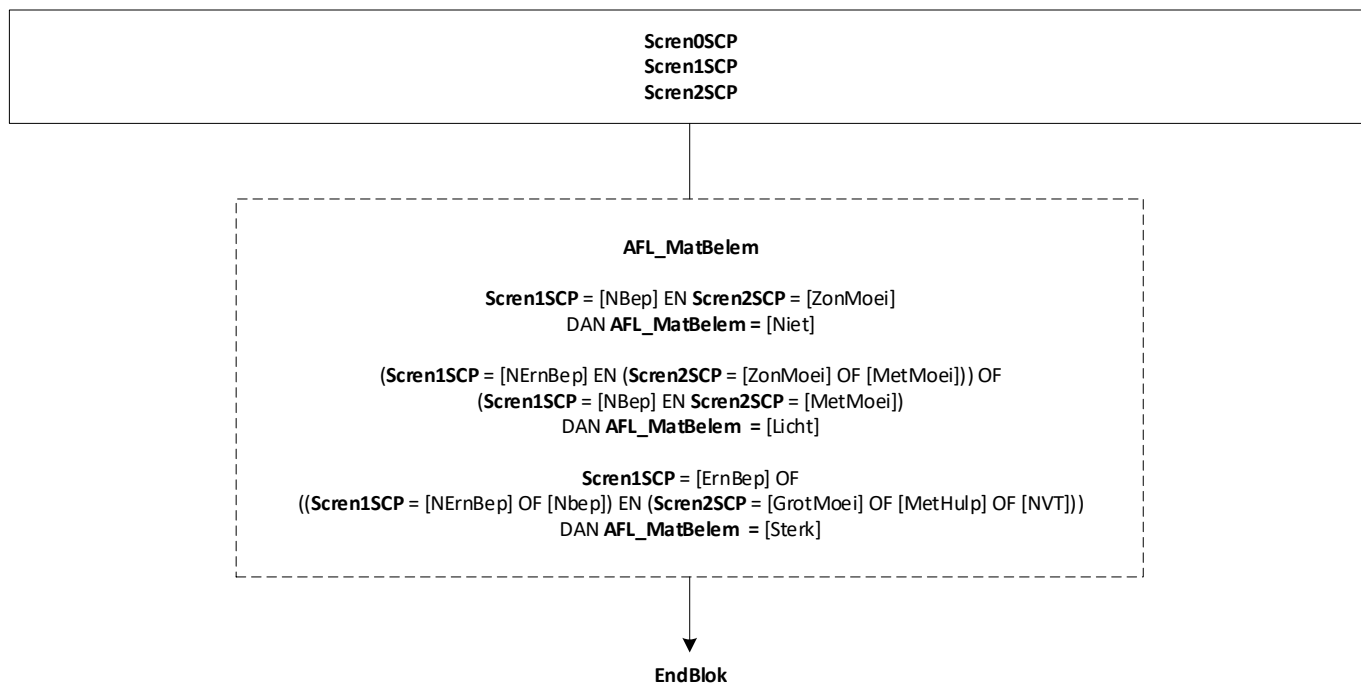 Scren0SCP
Scren1SCP
Scren2SCP
AFL_MatBelem
Scren1SCP = [NBep] EN Scren2SCP = [ZonMoei]
DAN AFL_MatBelem = [Niet]
(Scren1SCP = [NErnBep] EN (Scren2SCP = [ZonMoei] OF [MetMoei])) OF
(Scren1SCP = [NBep] EN Scren2SCP = [MetMoei])
DAN AFL_MatBelem = [Licht]
Scren1SCP = [ErnBep] OF
((Scren1SCP = [NErnBep] OF [Nbep]) EN (Scren2SCP = [GrotMoei] OF [MetHulp] OF [NVT]))
DAN AFL_MatBelem = [Sterk]
EndBlok